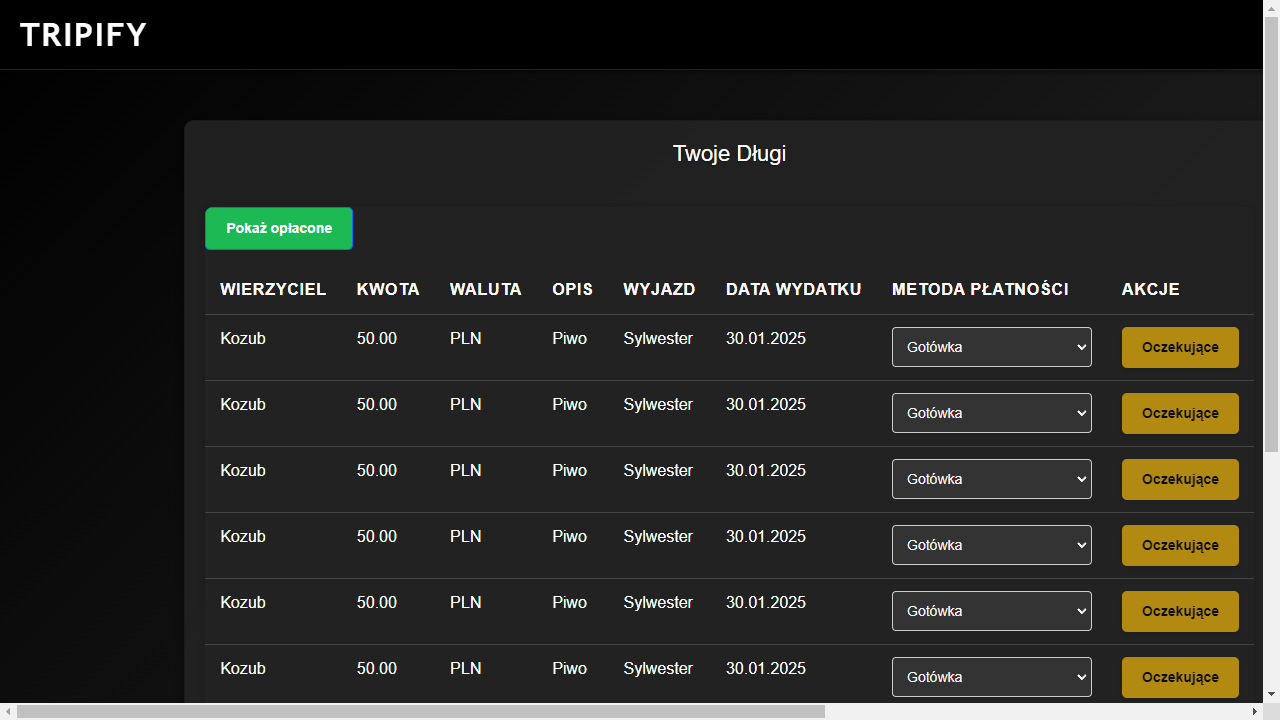 TRIPIFY
Twoje Długi
Pokaż opłacone
WIERZYCIEL KWOTA WALUTA OPIS WYJAZD DATA WYDATKU METODA PŁATNOŚCI AKCJE
Kozub 50.00 PLN Piwo Sylwester 30.01.2025 Gotówka Oczekujące
Kozub 50.00 PLN Piwo Sylwester 30.01.2025 Gotówka Oczekujące
Kozub 50.00 PLN Piwo Sylwester 30.01.2025 Gotówka Oczekujące
Kozub 50.00 PLN Piwo Sylwester 30.01.2025 Gotówka Oczekujące
Kozub 50.00 PLN Piwo Sylwester 30.01.2025 Gotówka Oczekujące
Kozub 50.00 PLN Piwo Sylwester 30.01.2025 Gotówka Oczekujące